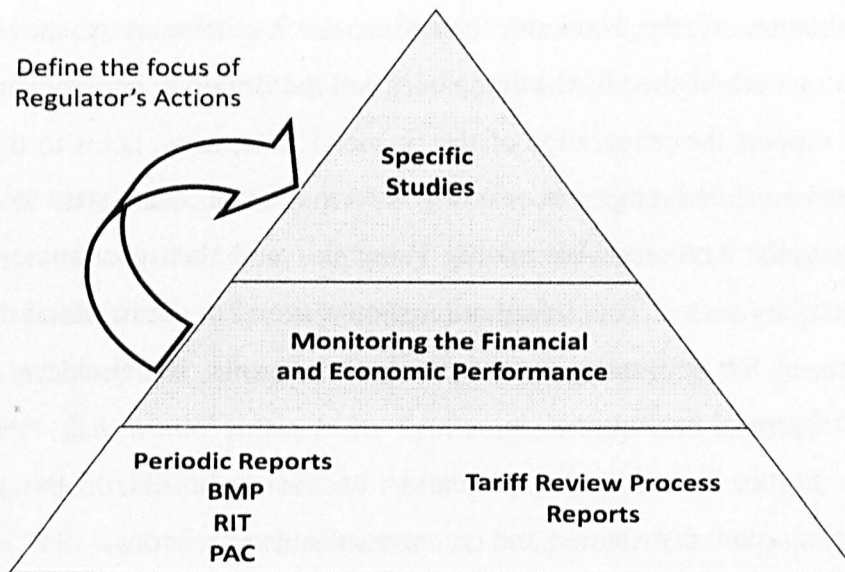 Define the focus of
Regulator's Actions
Specific
Studies
Monitoring the Financial
and Economic Performance
Periodic Reports
BMP
RIT
PAC
Tariff Review Process
Reports